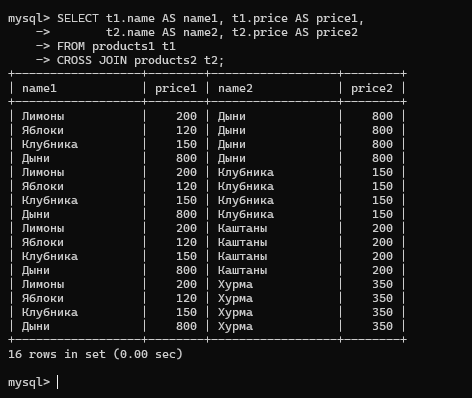 mysql> SELECT t1.name AS name1, t1.price AS price1,
    ->        t2.name AS name2, t2.price AS price2
    -> FROM products1 t1
    -> CROSS JOIN products2 t2;
+------------------+--------+------------------+--------+
| name1            | price1 | name2            | price2 |
+------------------+--------+------------------+--------+
| Лимоны           |    200 | Дыни             |    800 |
| Яблоки           |    120 | Дыни             |    800 |
| Клубника         |    150 | Дыни             |    800 |
| Дыни             |    800 | Дыни             |    800 |
| Лимоны           |    200 | Клубника         |    150 |
| Яблоки           |    120 | Клубника         |    150 |
| Клубника         |    150 | Клубника         |    150 |
| Дыни             |    800 | Клубника         |    150 |
| Лимоны           |    200 | Каштаны          |    200 |
| Яблоки           |    120 | Каштаны          |    200 |
| Клубника         |    150 | Каштаны          |    200 |
| Дыни             |    800 | Каштаны          |    200 |
| Лимоны           |    200 | Хурма            |    350 |
| Яблоки           |    120 | Хурма            |    350 |
| Клубника         |    150 | Хурма            |    350 |
| Дыни             |    800 | Хурма            |    350 |
+------------------+--------+------------------+--------+
16 rows in set (0.00 sec)
mysql>